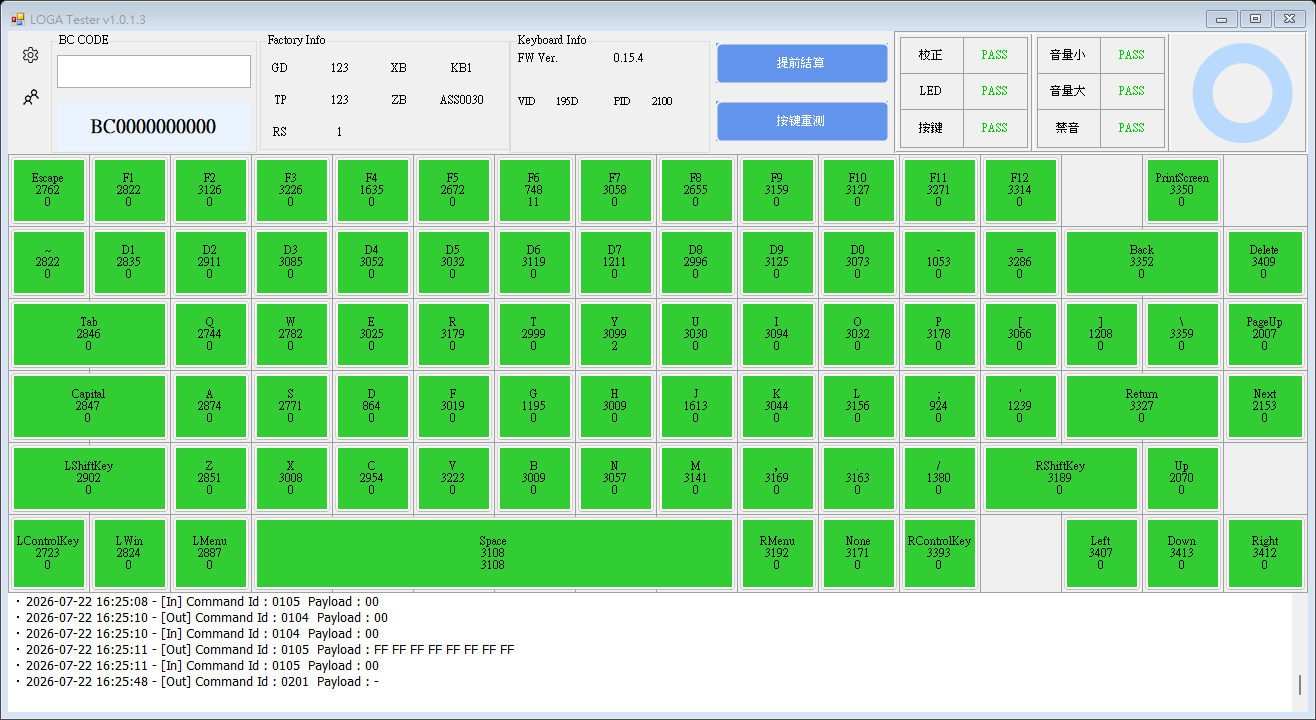 LOGA Tester v1.0.1.3
BC CODE
BC0000000000
Factory Info
GD 123 XB KB1
TP 123 ZB ASS0030
RS 1
Keyboard Info
FW Ver. 0.15.4
VID 195D PID 2100
提前結算
按键重测
校正 PASS 音量小 PASS
LED PASS 音量大 PASS
按鍵 PASS 禁音 PASS
Escape F1 F2 F3 F4 F5 F6 F7 F8 F9 F10 F11 F12 PrintScreen
2762 2822 3126 3226 1635 2672 748 3058 2655 3159 3127 3271 3314 3350
0 0 0 0 0 0 11 0 0 0 0 0 0 0
~ D1 D2 D3 D4 D5 D6 D7 D8 D9 D0 - = Back Delete
2822 2835 2911 3085 3052 3032 3119 1211 2996 3125 3073 1053 3286 3352 3409
0 0 0 0 0 0 0 0 0 0 0 0 0 0 0
Tab Q W E R T Y U I O P [ ] \ PageUp
2846 2744 2782 3025 3179 2999 3099 3030 3094 3032 3178 3066 1208 3359 2007
0 0 0 0 0 0 2 0 0 0 0 0 0 0 0
Capital A S D F G H J K L ; ' Return Next
2847 2874 2771 864 3019 1195 3009 1613 3044 3156 924 1239 3327 2153
0 0 0 0 0 0 0 0 0 0 0 0 0 0
LShiftKey Z X C V B N M , . / RShiftKey Up
2902 2851 3008 2954 3223 3009 3057 3141 3169 3163 1380 3189 2070
0 0 0 0 0 0 0 0 0 0 0 0 0
LControlKey LWin LMenu Space RMenu None RControlKey Left Down Right
2723 2824 2887 3108 3192 3171 3393 3407 3413 3412
0 0 0 3108 0 0 0 0 0 0
· 2026-07-22 16:25:08 - [In] Command Id : 0105 Payload : 00
· 2026-07-22 16:25:10 - [Out] Command Id : 0104 Payload : 00
· 2026-07-22 16:25:10 - [In] Command Id : 0104 Payload : 00
· 2026-07-22 16:25:11 - [Out] Command Id : 0105 Payload : FF FF FF FF FF FF FF FF
· 2026-07-22 16:25:11 - [In] Command Id : 0105 Payload : 00
· 2026-07-22 16:25:48 - [Out] Command Id : 0201 Payload : -